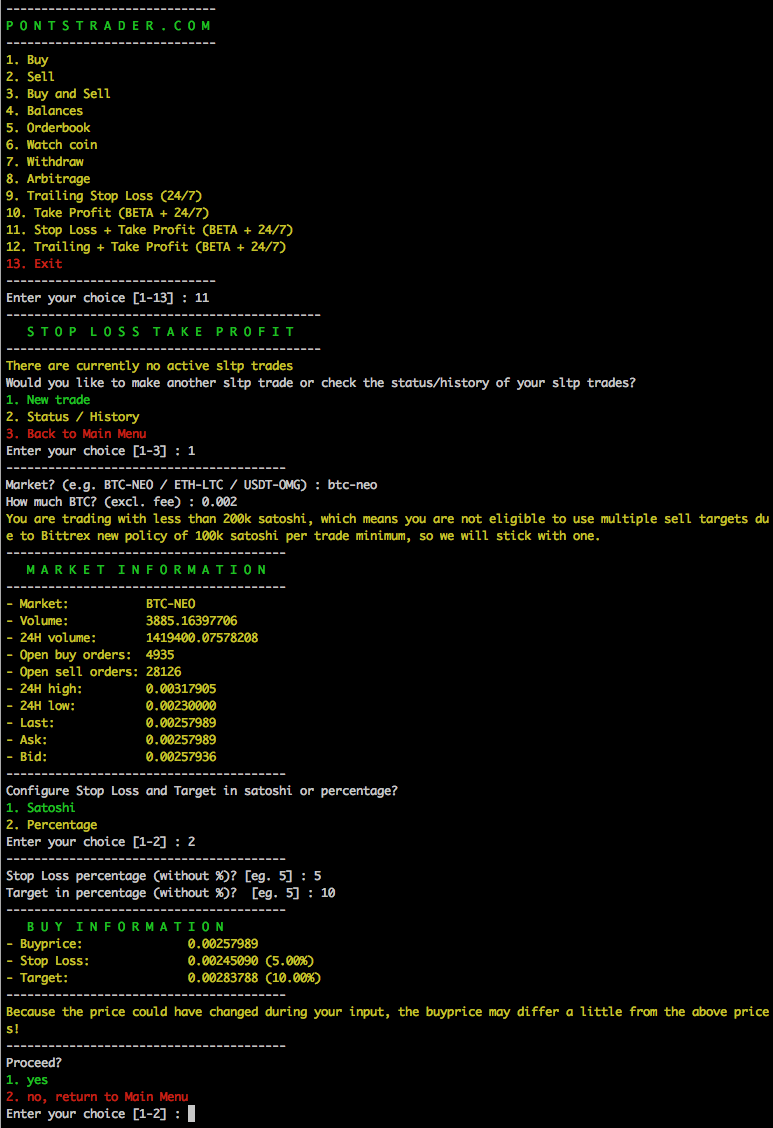 ------------------------------
P O N T S T R A D E R . C O M
------------------------------
1. Buy
2. Sell
3. Buy and Sell
4. Balances
5. Orderbook
6. Watch coin
7. Withdraw
8. Arbitrage
9. Trailing Stop Loss (24/7)
10. Take Profit (BETA + 24/7)
11. Stop Loss + Take Profit (BETA + 24/7)
12. Trailing + Take Profit (BETA + 24/7)
13. Exit
------------------------------
Enter your choice [1-13] : 11
---------------------------------------------
S T O P  L O S S  T A K E  P R O F I T
---------------------------------------------
There are currently no active sltp trades
Would you like to make another sltp trade or check the status/history of your sltp trades?
1. New trade
2. Status / History
3. Back to Main Menu
Enter your choice [1-3] : 1
----------------------------------------
Market? (e.g. BTC-NEO / ETH-LTC / USDT-OMG) : btc-neo
How much BTC? (excl. fee) : 0.002
You are trading with less than 200k satoshi, which means you are not eligible to use multiple sell targets du
e to Bittrex new policy of 100k satoshi per trade minimum, so we will stick with one.
----------------------------------------
M A R K E T  I N F O R M A T I O N
----------------------------------------
- Market: BTC-NEO
- Volume: 3885.16397706
- 24H volume: 1419400.07578208
- Open buy orders: 4935
- Open sell orders: 28126
- 24H high: 0.00317905
- 24H low: 0.00230000
- Last: 0.00257989
- Ask: 0.00257989
- Bid: 0.00257936
----------------------------------------
Configure Stop Loss and Target in satoshi or percentage?
1. Satoshi
2. Percentage
Enter your choice [1-2] : 2
----------------------------------------
Stop Loss percentage (without %)? [eg. 5] : 5
Target in percentage (without %)?  [eg. 5] : 10
----------------------------------------
B U Y  I N F O R M A T I O N
- Buyprice: 0.00257989
- Stop Loss: 0.00245090 (5.00%)
- Target: 0.00283788 (10.00%)
----------------------------------------
Because the price could have changed during your input, the buyprice may differ a little from the above price
s!
----------------------------------------
Proceed?
1. yes
2. no, return to Main Menu
Enter your choice [1-2] :